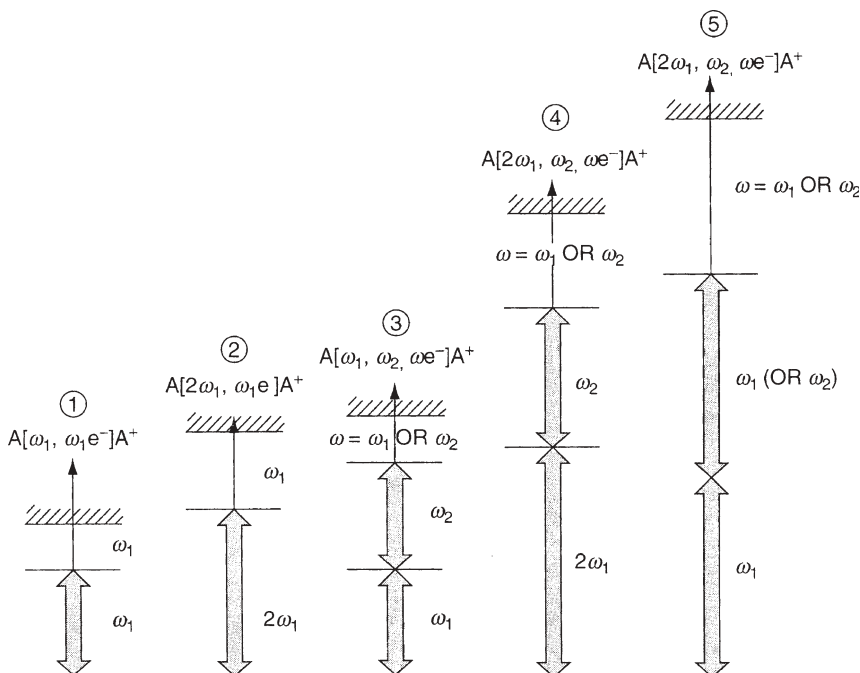 ①
A[ω₁, ω₁e⁻]A⁺
ω₁
ω₁
②
A[2ω₁, ω₁e ]A⁺
ω₁
2ω₁
③
A[ω₁, ω₂, ωe⁻]A⁺
ω = ω₁ OR ω₂
ω₂
ω₁
④
A[2ω₁, ω₂, ωe⁻]A⁺
ω = ω₁ OR ω₂
ω₂
2ω₁
⑤
A[2ω₁, ω₂, ωe⁻]A⁺
ω = ω₁ OR ω₂
ω₁ (OR ω₂)
ω₁